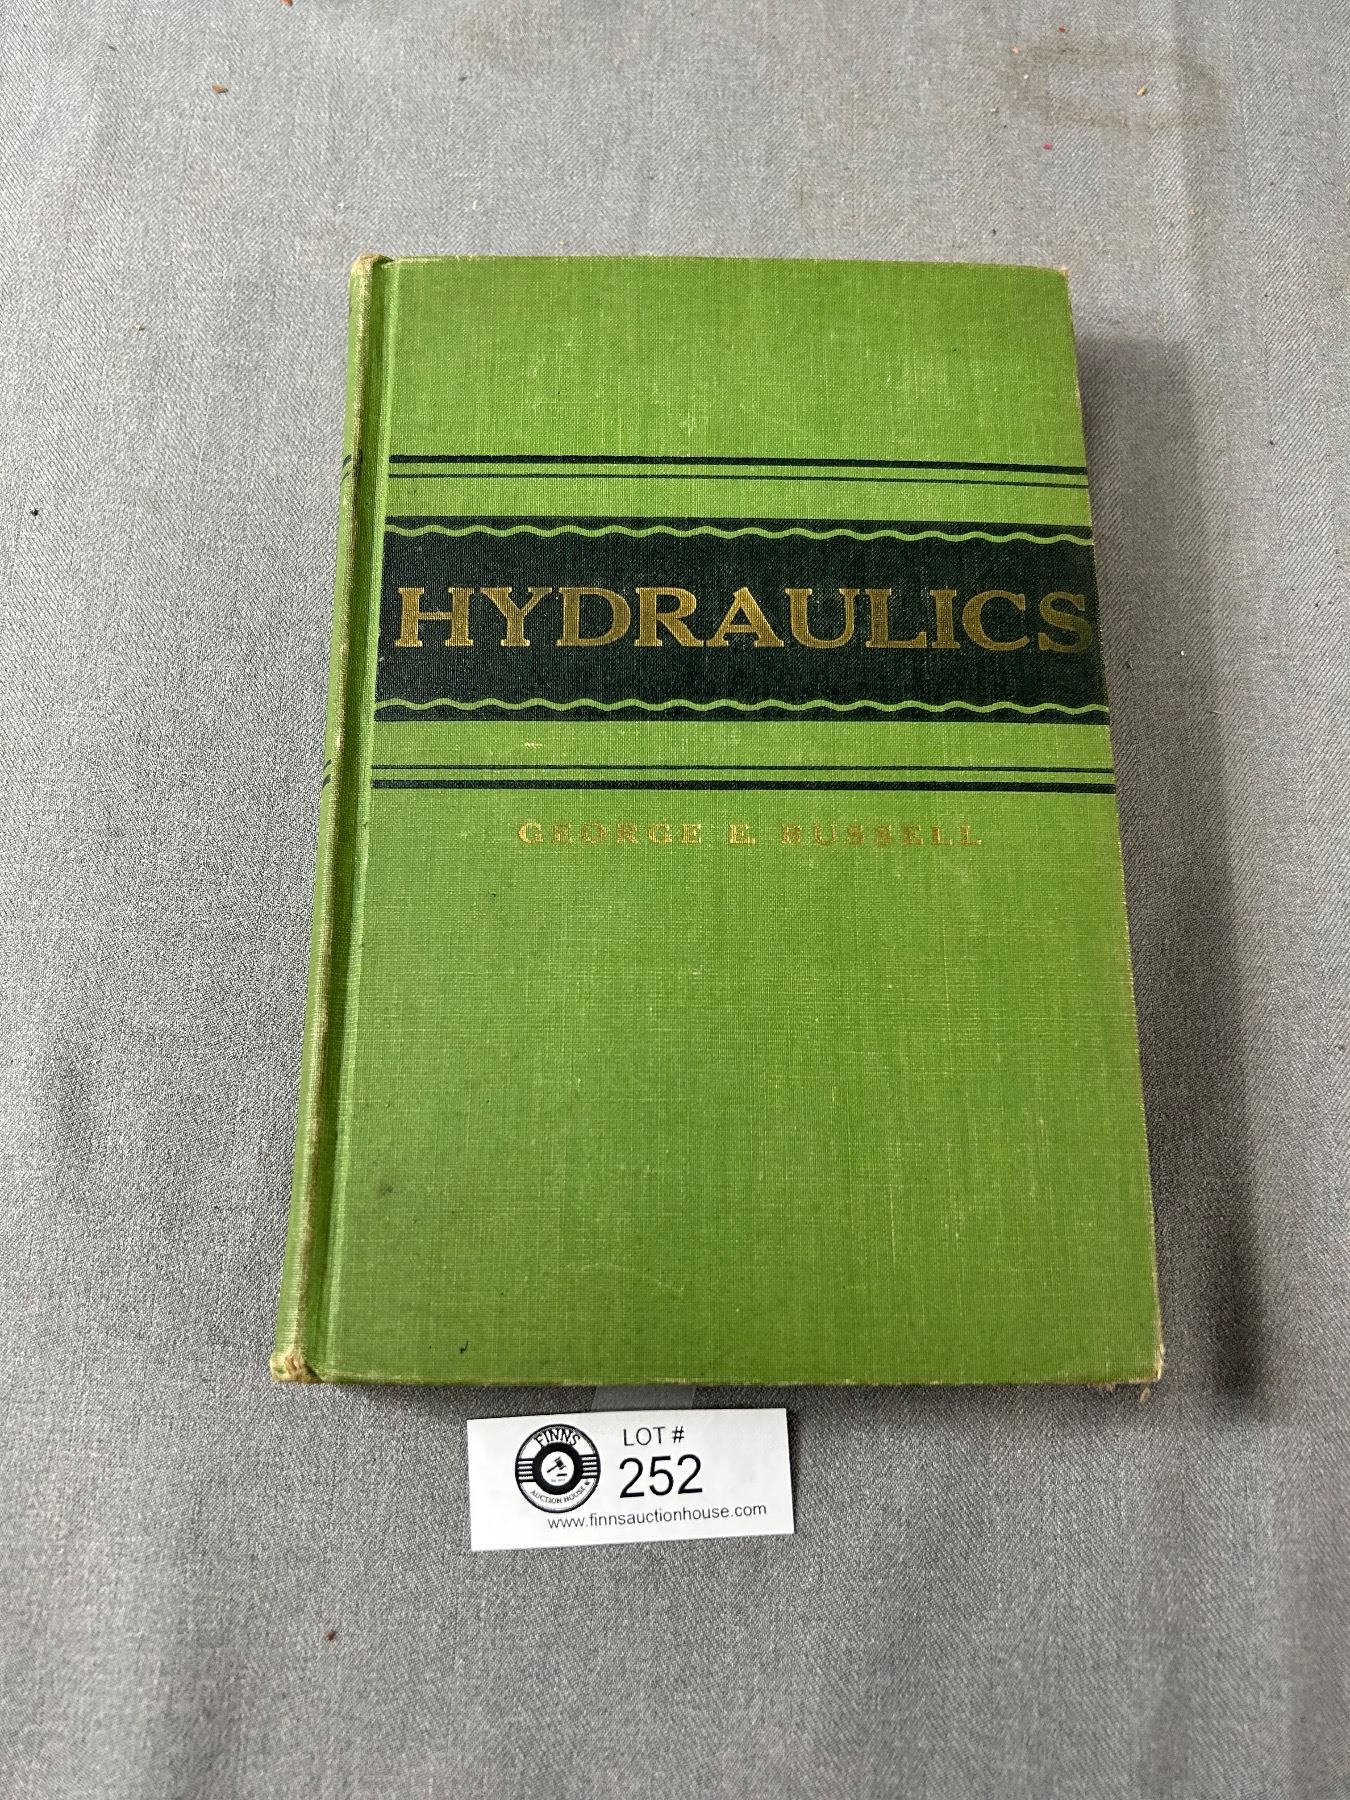 HYDRAULICS
GEORGE E. RUSSELL
FINNS
AUCTION HOUSE
LOT #
252
www.finnsauctionhouse.com